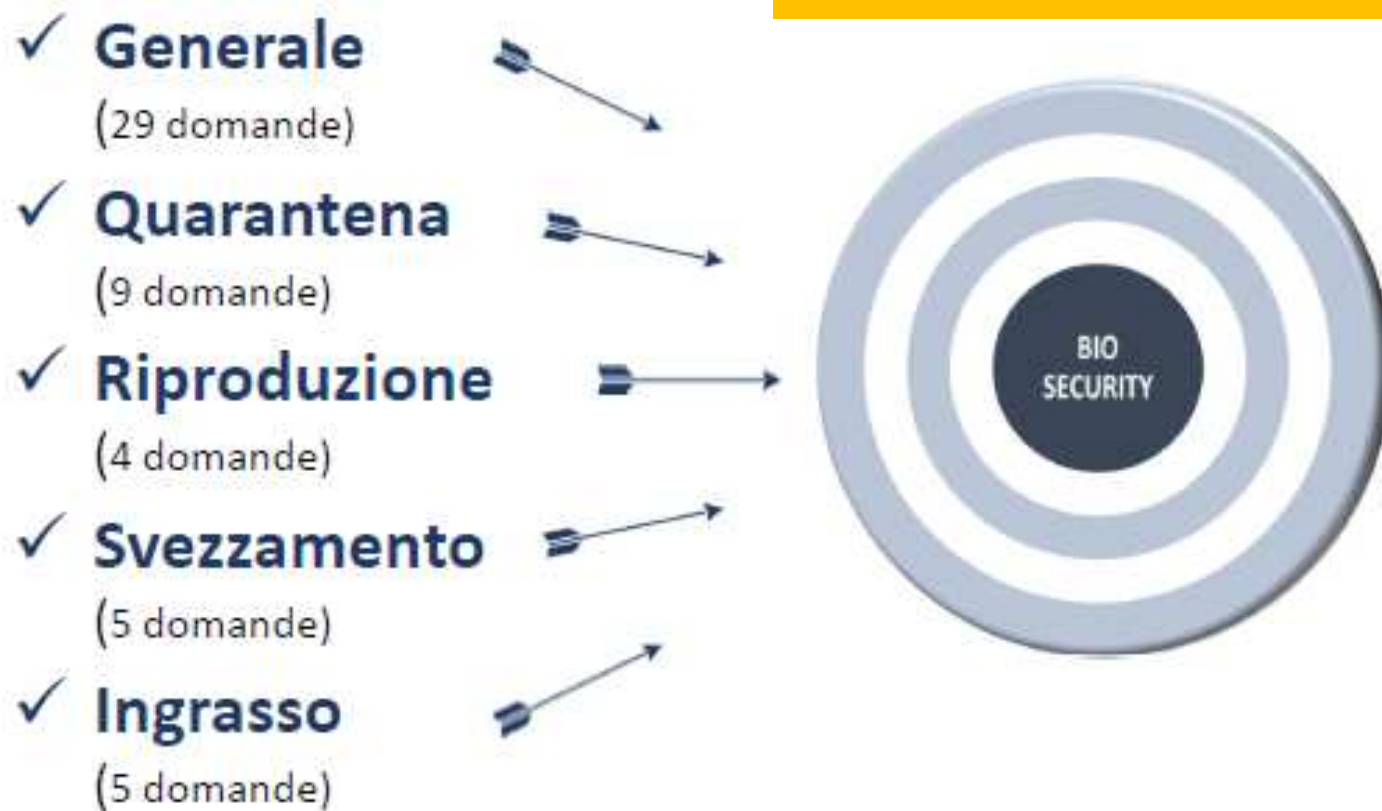 ✓ Generale
(29 domande)
✓ Quarantena
(9 domande)
✓ Riproduzione
(4 domande)
✓ Svezzamento
(5 domande)
✓ Ingrasso
(5 domande)
BIO
SECURITY